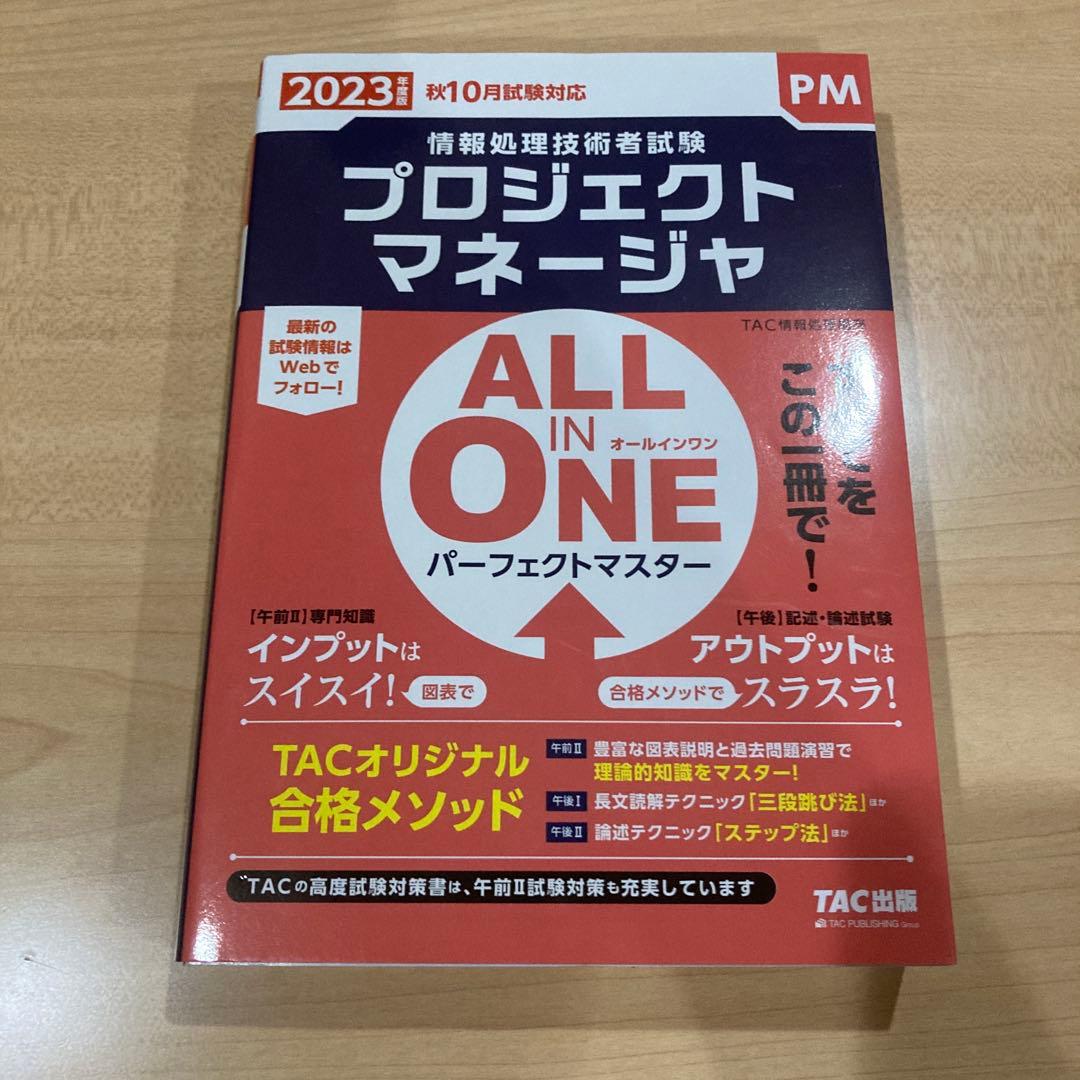 2023年度版 秋10月試験対応
PM
情報処理技術者試験
プロジェクト
マネージャ
最新の
試験情報は
Webで
フォロー!
TAC情報処理
ALL
IN
ONE
オールインワン
パーフェクトマスター
を
この一冊で!
【午前Ⅱ】専門知識
インプットは
スイスイ! 図表で
【午後】記述・論述試験
アウトプットは
合格メソッドで スラスラ!
TACオリジナル
合格メソッド
午前Ⅱ 豊富な図表説明と過去問題演習で
理論的知識をマスター!
午後Ⅰ 長文読解テクニック「三段跳び法」ほか
午後Ⅱ 論述テクニック「ステップ法」ほか
TACの高度試験対策書は、午前Ⅱ試験対策も充実しています
TAC出版
TAC PUBLISHING Group